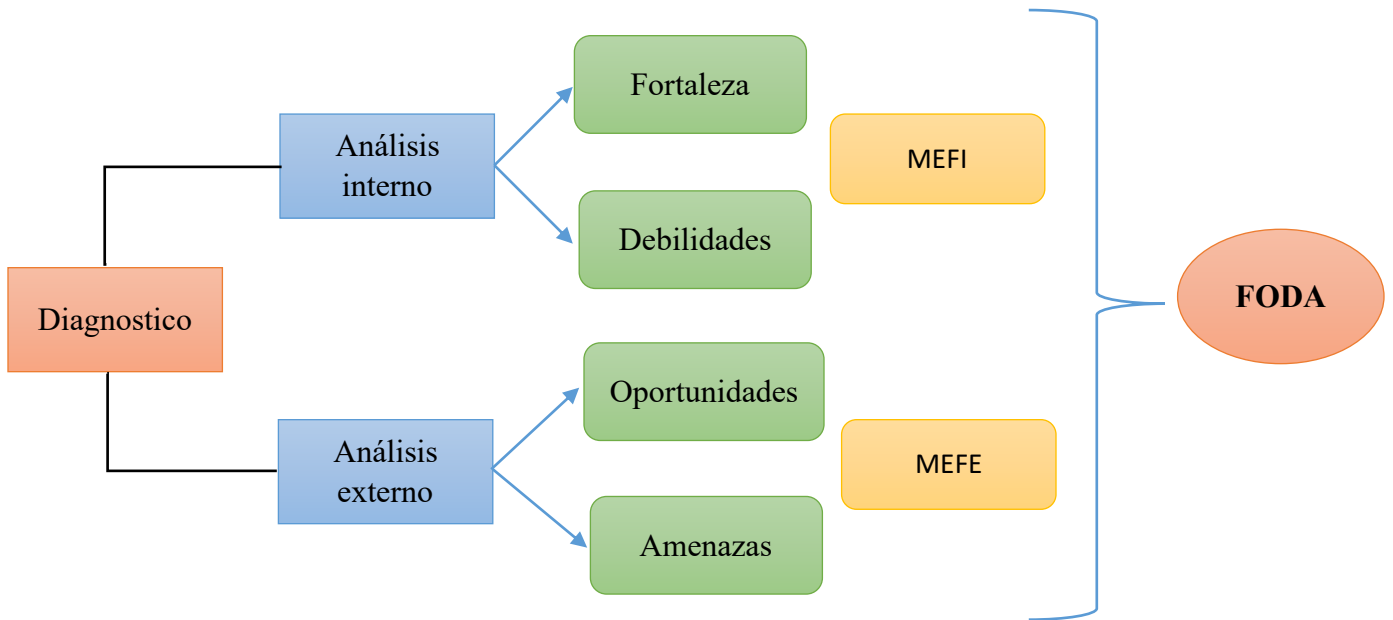 Fortaleza
Análisis
interno
MEFI
Debilidades
Diagnostico
FODA
Oportunidades
Análisis
externo
MEFE
Amenazas